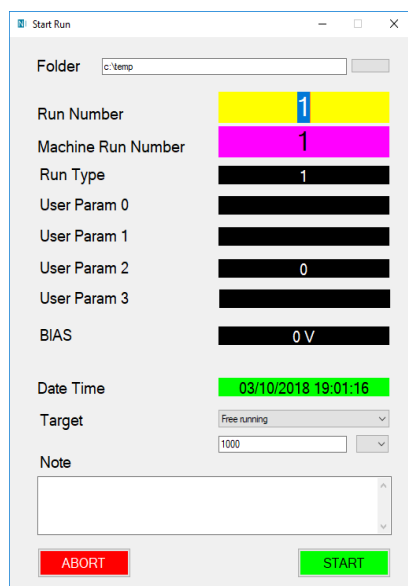 Start Run
Folder c:\temp
Run Number 1
Machine Run Number 1
Run Type 1
User Param 0
User Param 1
User Param 2 0
User Param 3
BIAS 0 V
Date Time 03/10/2018 19:01:16
Target Free running
1000
Note
ABORT START